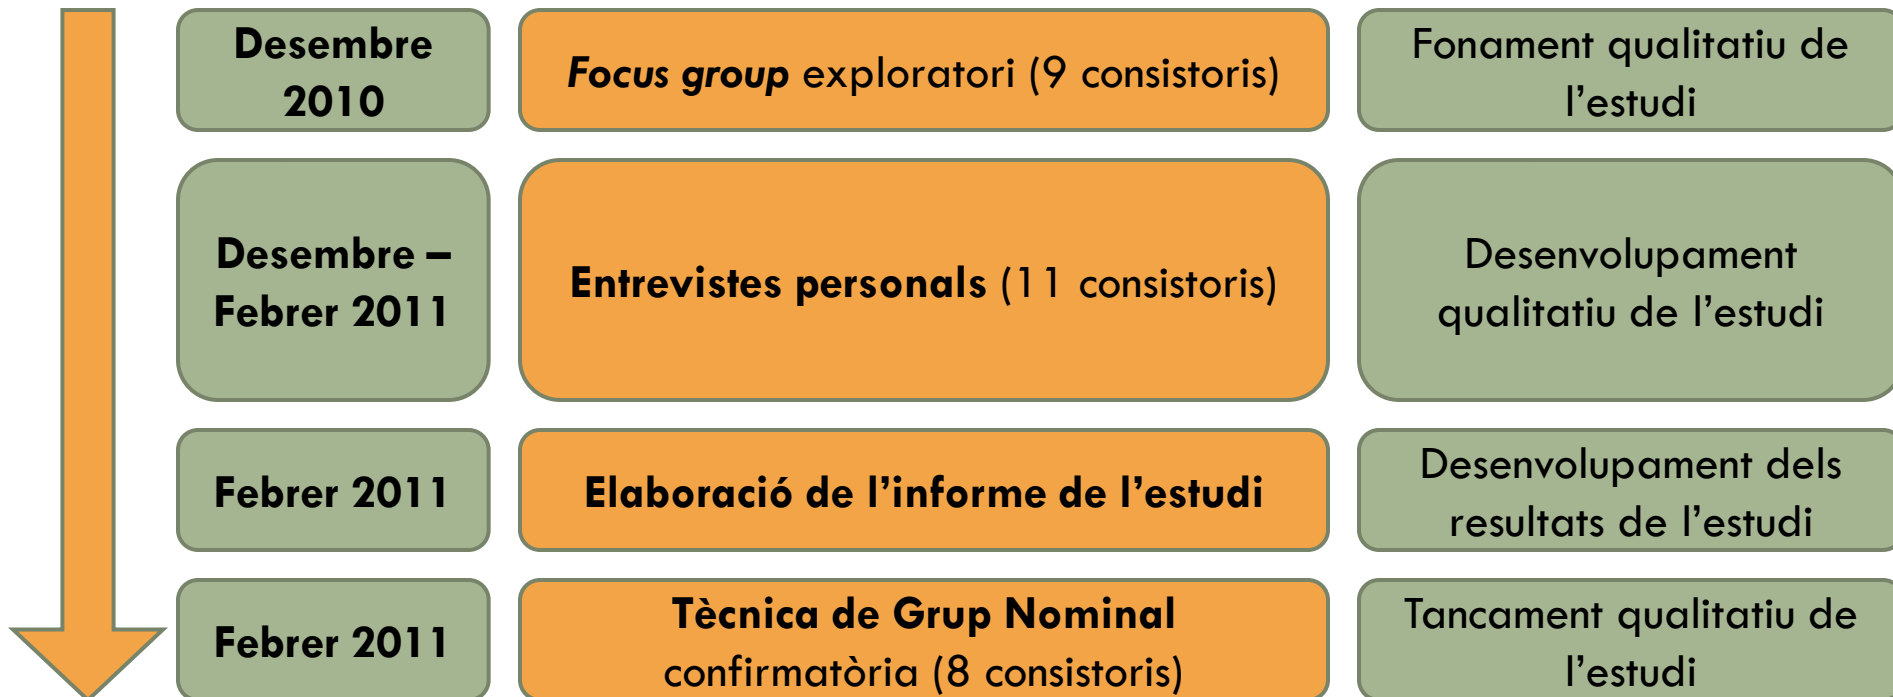 Desembre
2010
Focus group exploratori (9 consistoris)
Fonament qualitatiu de
l’estudi
Desembre –
Febrer 2011
Entrevistes personals (11 consistoris)
Desenvolupament
qualitatiu de l’estudi
Febrer 2011
Elaboració de l’informe de l’estudi
Desenvolupament dels
resultats de l’estudi
Febrer 2011
Tècnica de Grup Nominal
confirmatòria (8 consistoris)
Tancament qualitatiu de
l’estudi